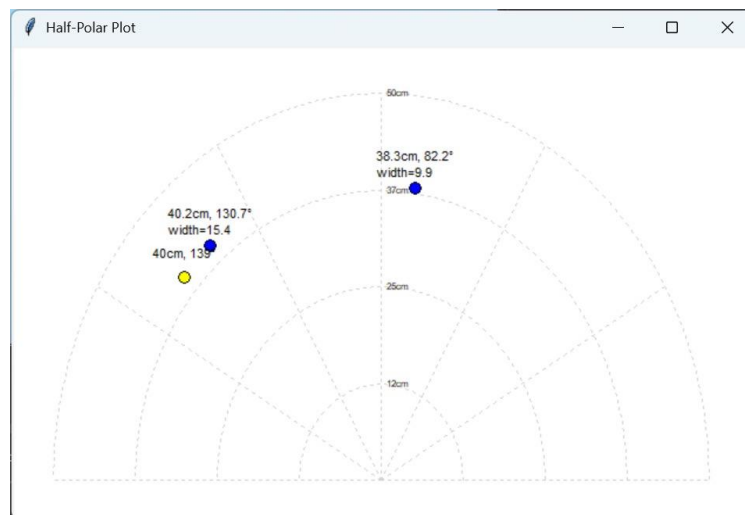 Half-Polar Plot
50cm
38.3cm, 82.2°
width=9.9
37cm
40.2cm, 130.7°
width=15.4
40cm, 139°
25cm
12cm